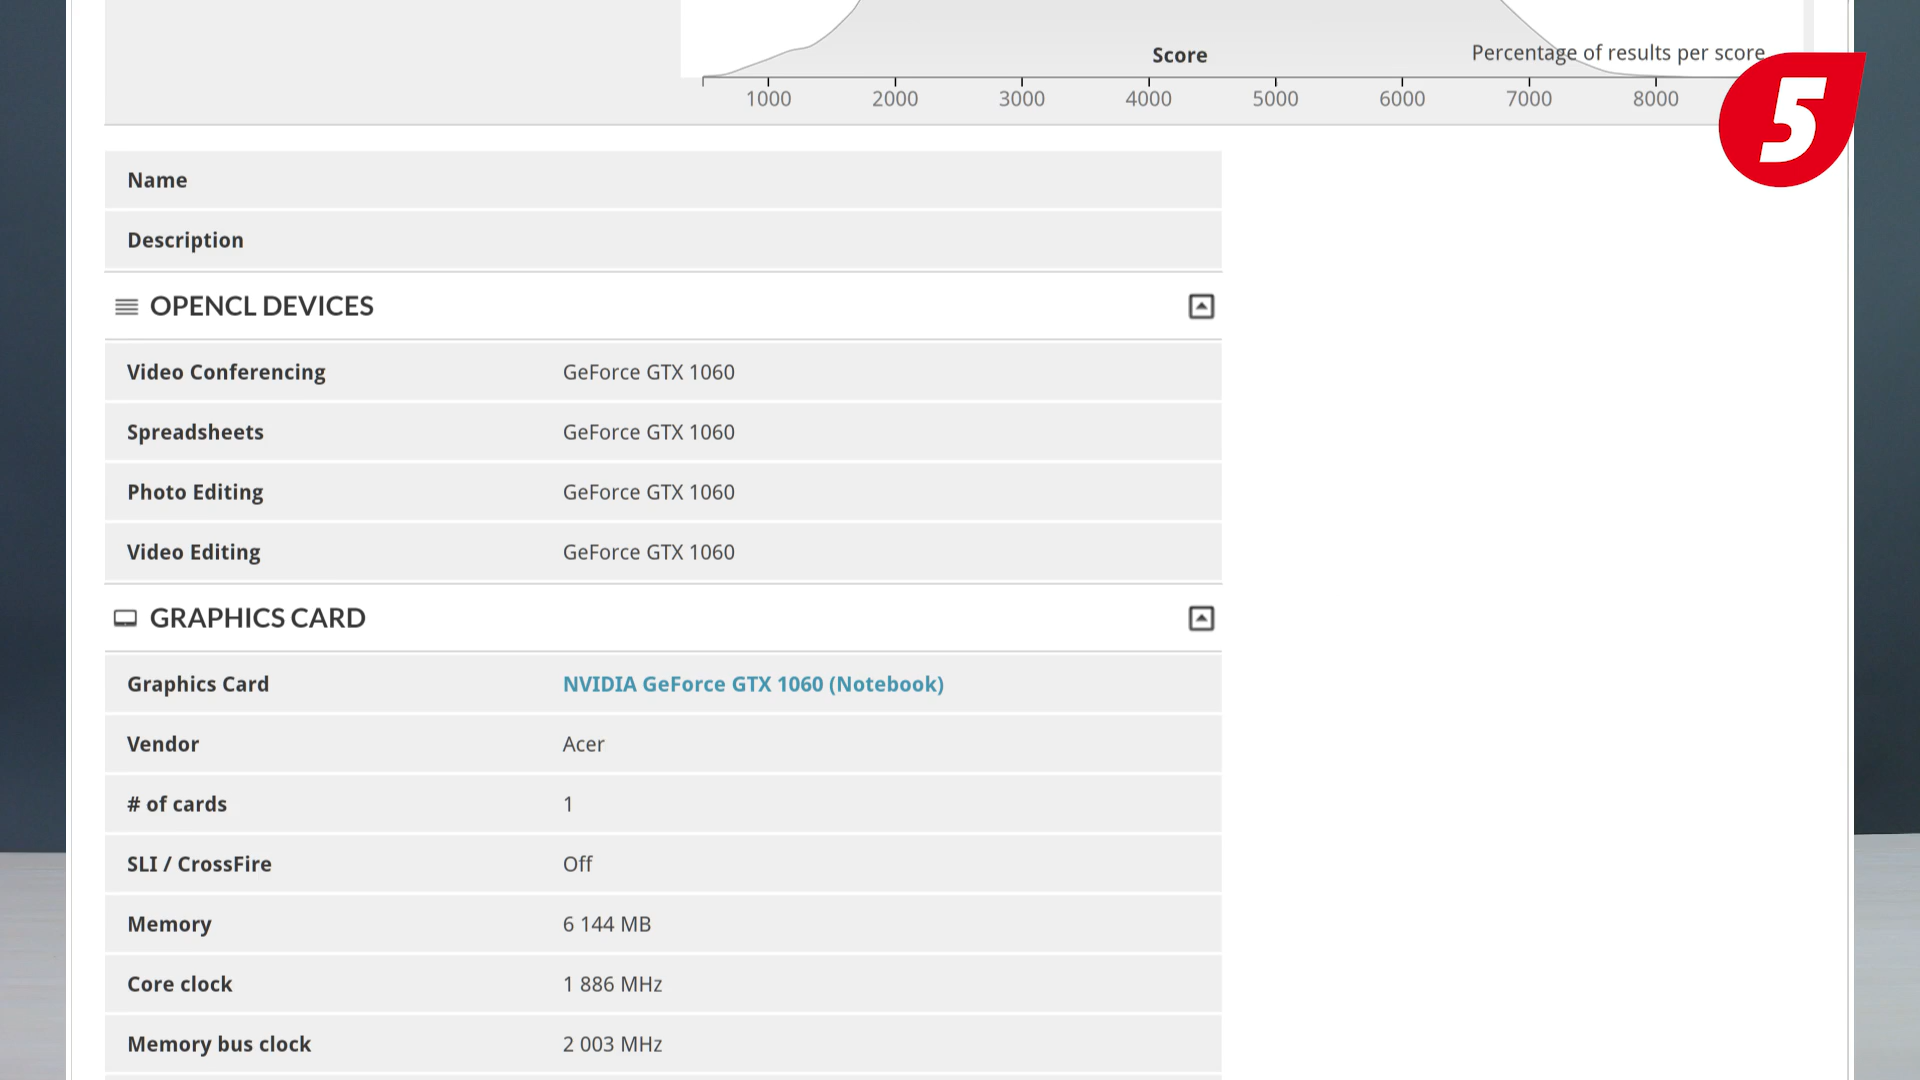 Score
Percentage of results per score
1000 2000 3000 4000 5000 6000 7000 8000
5
Name
Description
OPENCL DEVICES
Video Conferencing GeForce GTX 1060
Spreadsheets GeForce GTX 1060
Photo Editing GeForce GTX 1060
Video Editing GeForce GTX 1060
GRAPHICS CARD
Graphics Card NVIDIA GeForce GTX 1060 (Notebook)
Vendor Acer
# of cards 1
SLI / CrossFire Off
Memory 6 144 MB
Core clock 1 886 MHz
Memory bus clock 2 003 MHz